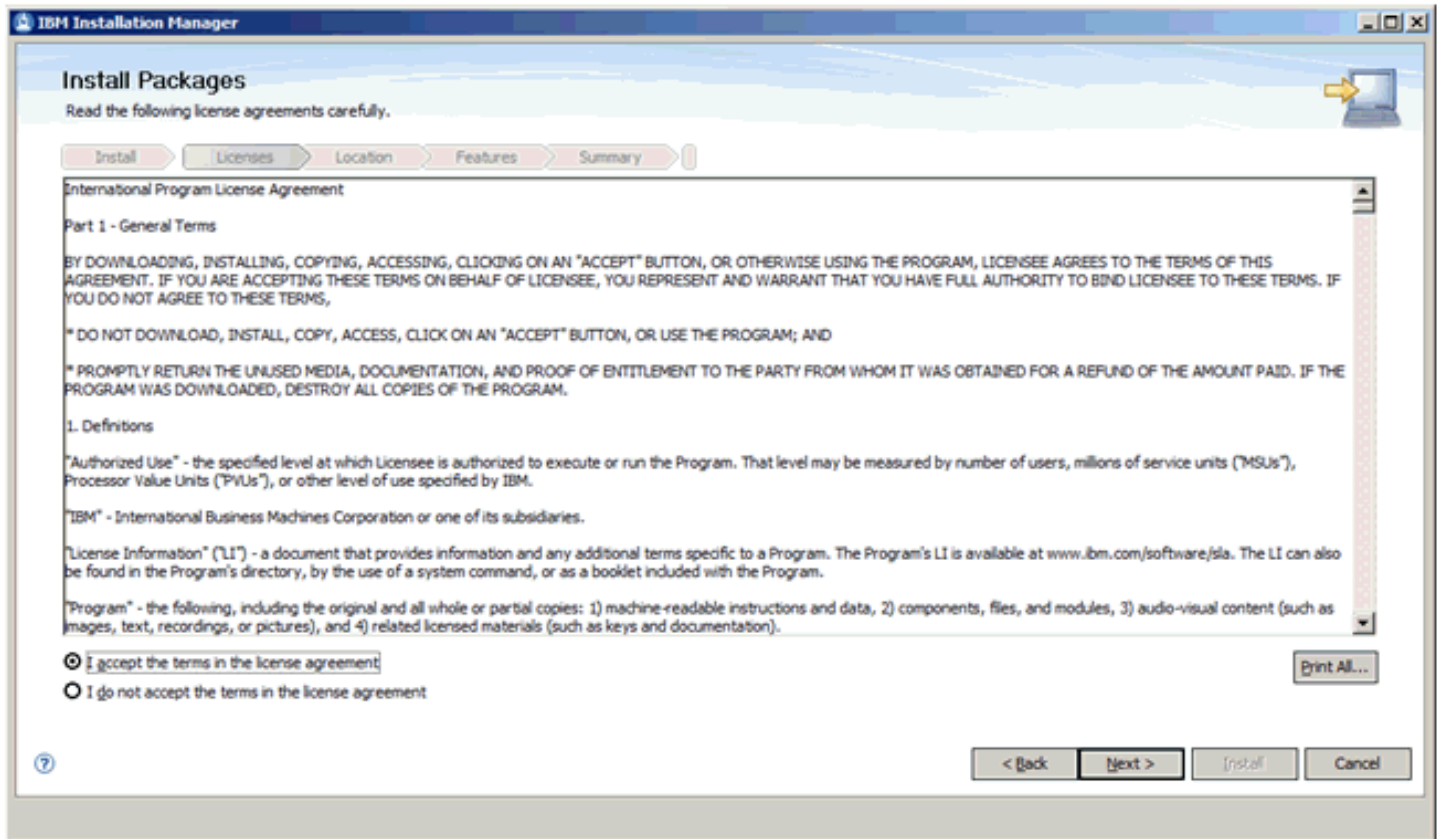 IBM Installation Manager
Install Packages
Read the following license agreements carefully.
Install Licenses Location Features Summary
International Program License Agreement
Part 1 - General Terms
BY DOWNLOADING, INSTALLING, COPYING, ACCESSING, CLICKING ON AN "ACCEPT" BUTTON, OR OTHERWISE USING THE PROGRAM, LICENSEE AGREES TO THE TERMS OF THIS
AGREEMENT. IF YOU ARE ACCEPTING THESE TERMS ON BEHALF OF LICENSEE, YOU REPRESENT AND WARRANT THAT YOU HAVE FULL AUTHORITY TO BIND LICENSEE TO THESE TERMS. IF
YOU DO NOT AGREE TO THESE TERMS,
* DO NOT DOWNLOAD, INSTALL, COPY, ACCESS, CLICK ON AN "ACCEPT" BUTTON, OR USE THE PROGRAM; AND
* PROMPTLY RETURN THE UNUSED MEDIA, DOCUMENTATION, AND PROOF OF ENTITLEMENT TO THE PARTY FROM WHOM IT WAS OBTAINED FOR A REFUND OF THE AMOUNT PAID. IF THE
PROGRAM WAS DOWNLOADED, DESTROY ALL COPIES OF THE PROGRAM.
1. Definitions
"Authorized Use" - the specified level at which Licensee is authorized to execute or run the Program. That level may be measured by number of users, millions of service units ("MSUs"),
Processor Value Units ("PVUs"), or other level of use specified by IBM.
"IBM" - International Business Machines Corporation or one of its subsidiaries.
"License Information" ("LI") - a document that provides information and any additional terms specific to a Program. The Program's LI is available at www.ibm.com/software/sla. The LI can also
be found in the Program's directory, by the use of a system command, or as a booklet included with the Program.
"Program" - the following, including the original and all whole or partial copies: 1) machine-readable instructions and data, 2) components, files, and modules, 3) audio-visual content (such as
images, text, recordings, or pictures), and 4) related licensed materials (such as keys and documentation).
I accept the terms in the license agreement
Print All...
I do not accept the terms in the license agreement
? < Back Next > Install Cancel